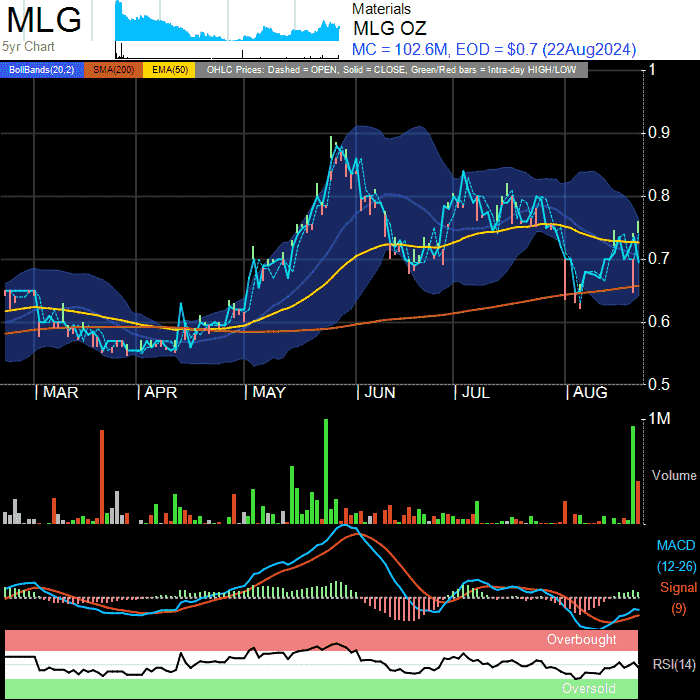 MLG
5yr Chart
Materials
MLG OZ
MC = 102.6M, EOD = $0.7 (22Aug2024)
BollBands(20,2) SMA(200) EMA(50) OHLC Prices: Dashed = OPEN, Solid = CLOSE, Green/Red bars = Intra-day HIGH/LOW
1
0.9
0.8
0.7
0.6
0.5
MAR APR MAY JUN JUL AUG
1M
Volume
MACD
(12-26)
Signal
(9)
Overbought
RSI(14)
Oversold